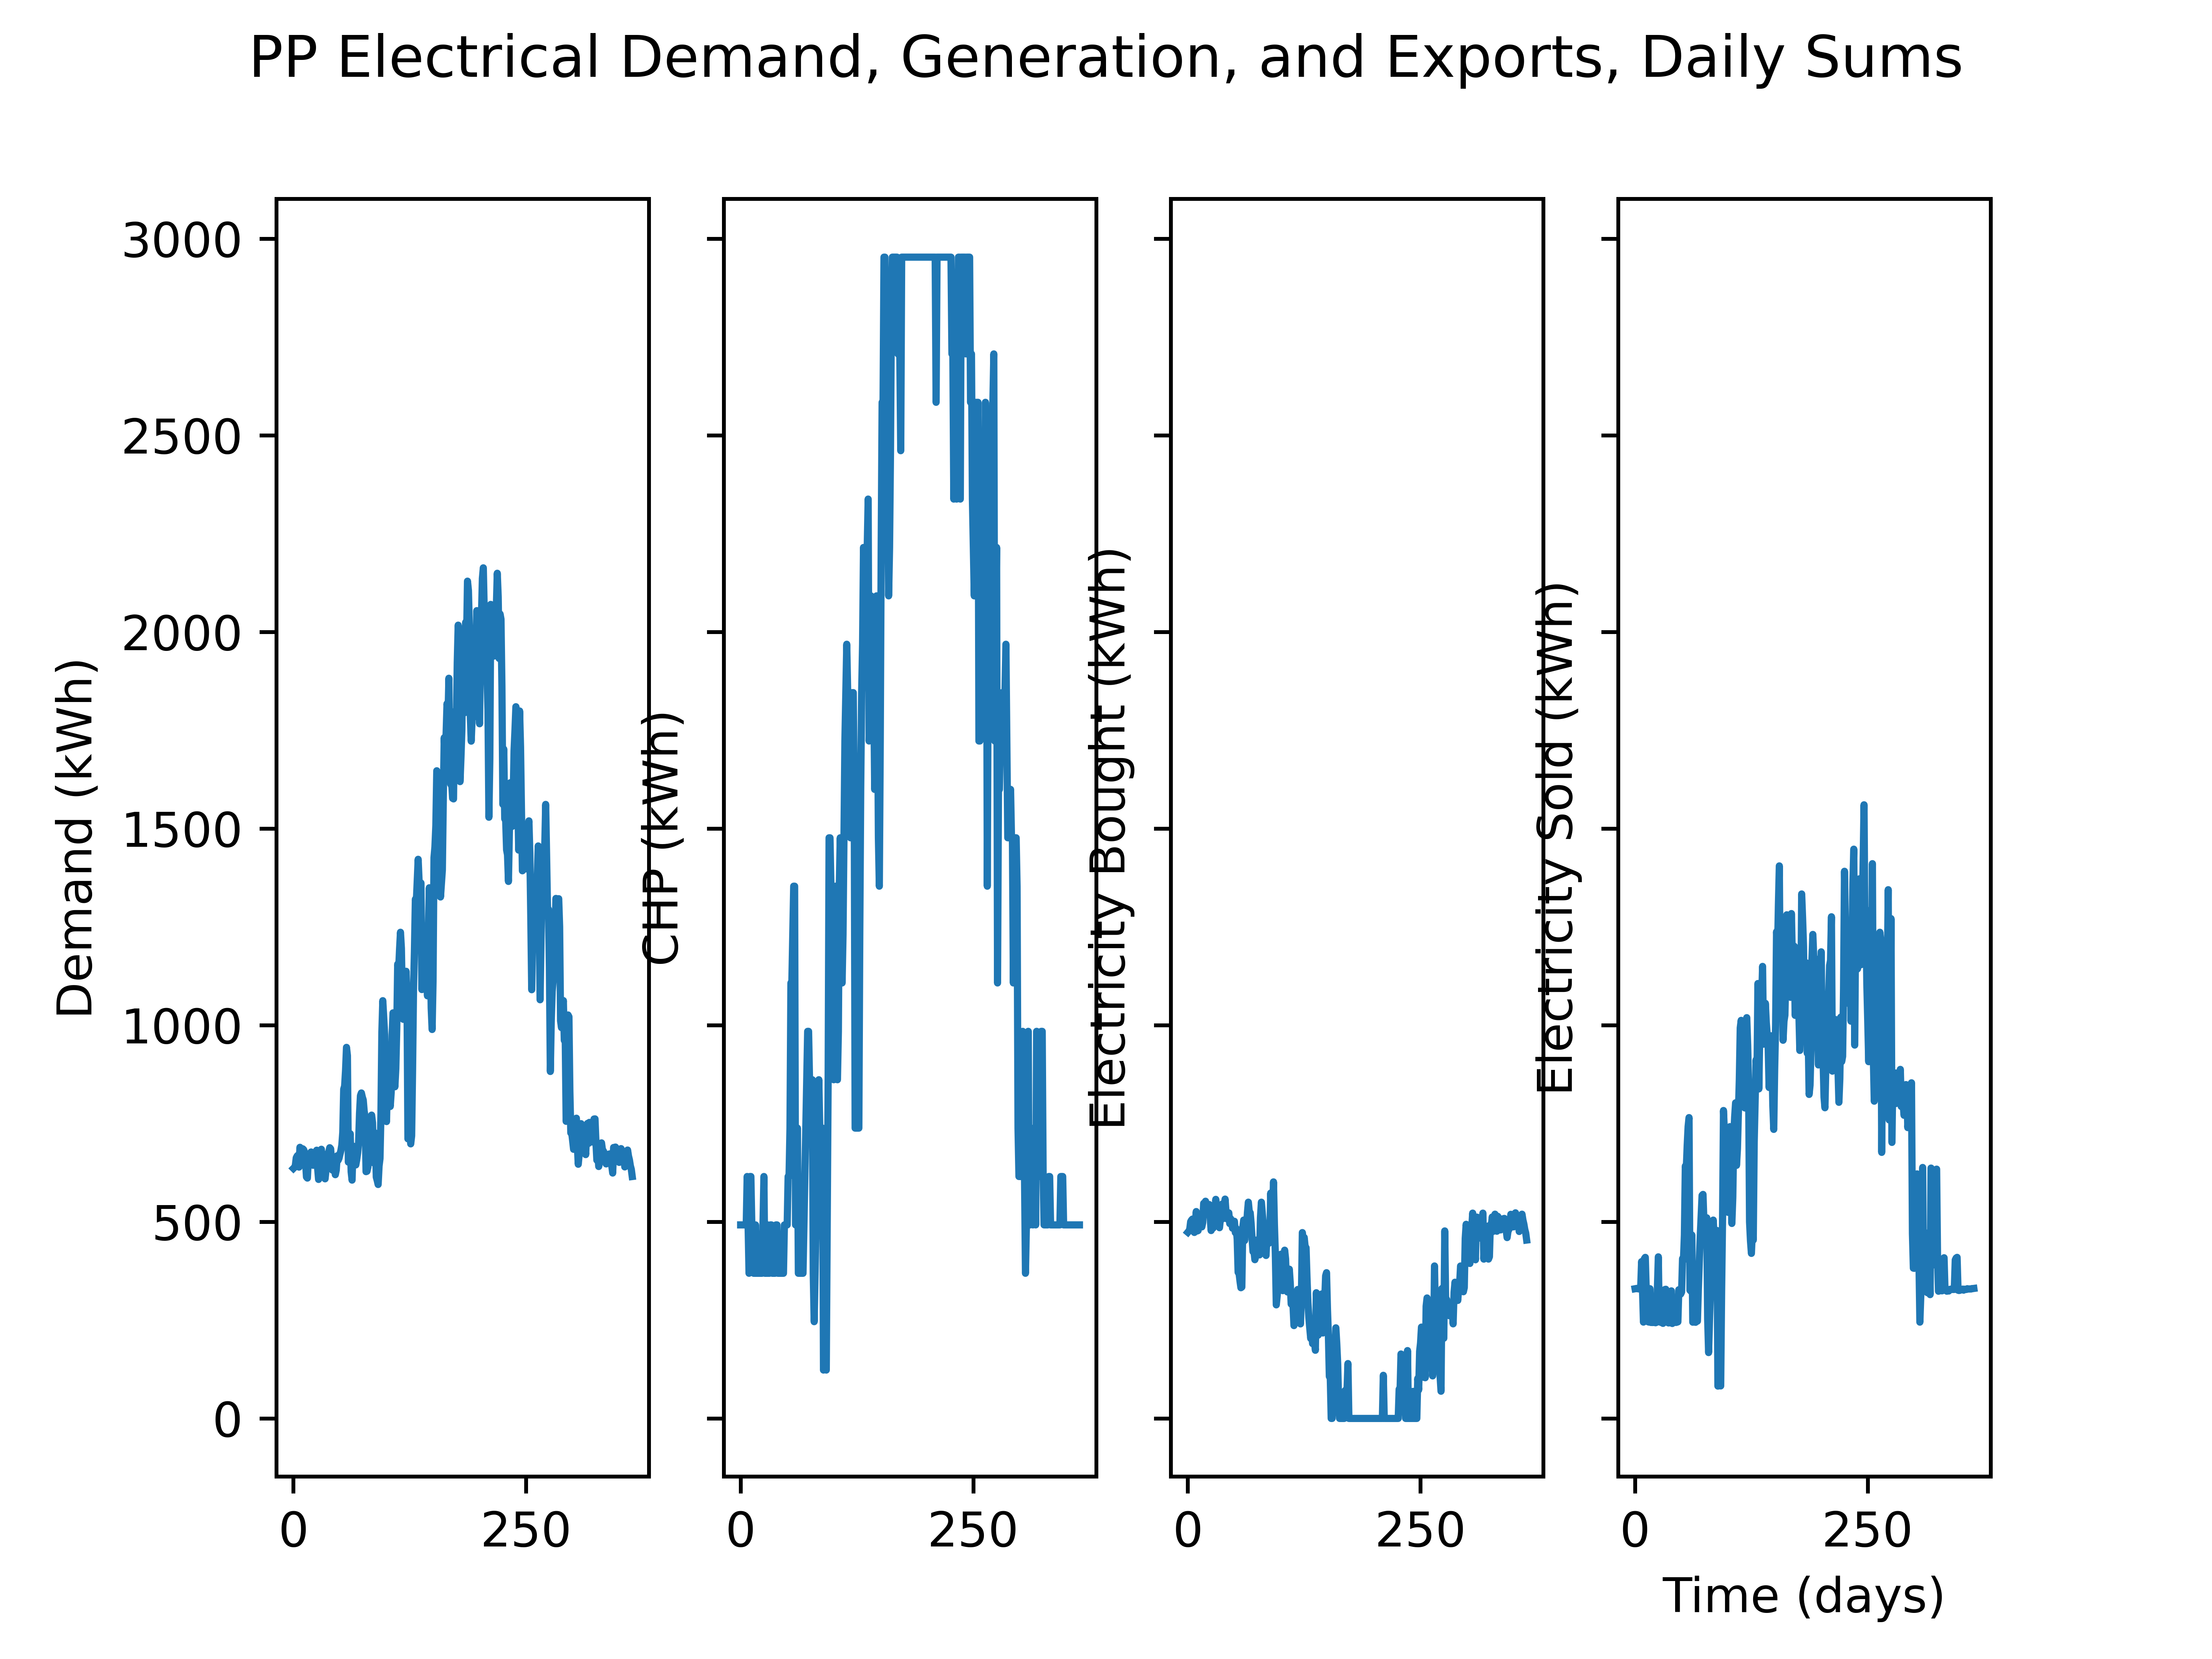 PP Electrical Demand, Generation, and Exports, Daily Sums
Demand (kWh)
3000
2500
2000
1500
1000
500
0
0 250
CHP (kWh)
0 250
Electricity Bought (kWh)
0 250
Electricity Sold (kWh)
0 250
Time (days)